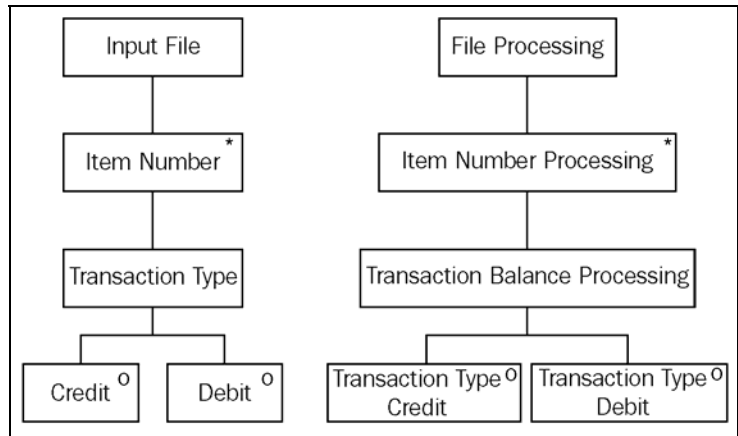 Input File
Item Number *
Transaction Type
Credit O
Debit O
File Processing
Item Number Processing *
Transaction Balance Processing
Transaction Type O
Credit
Transaction Type O
Debit